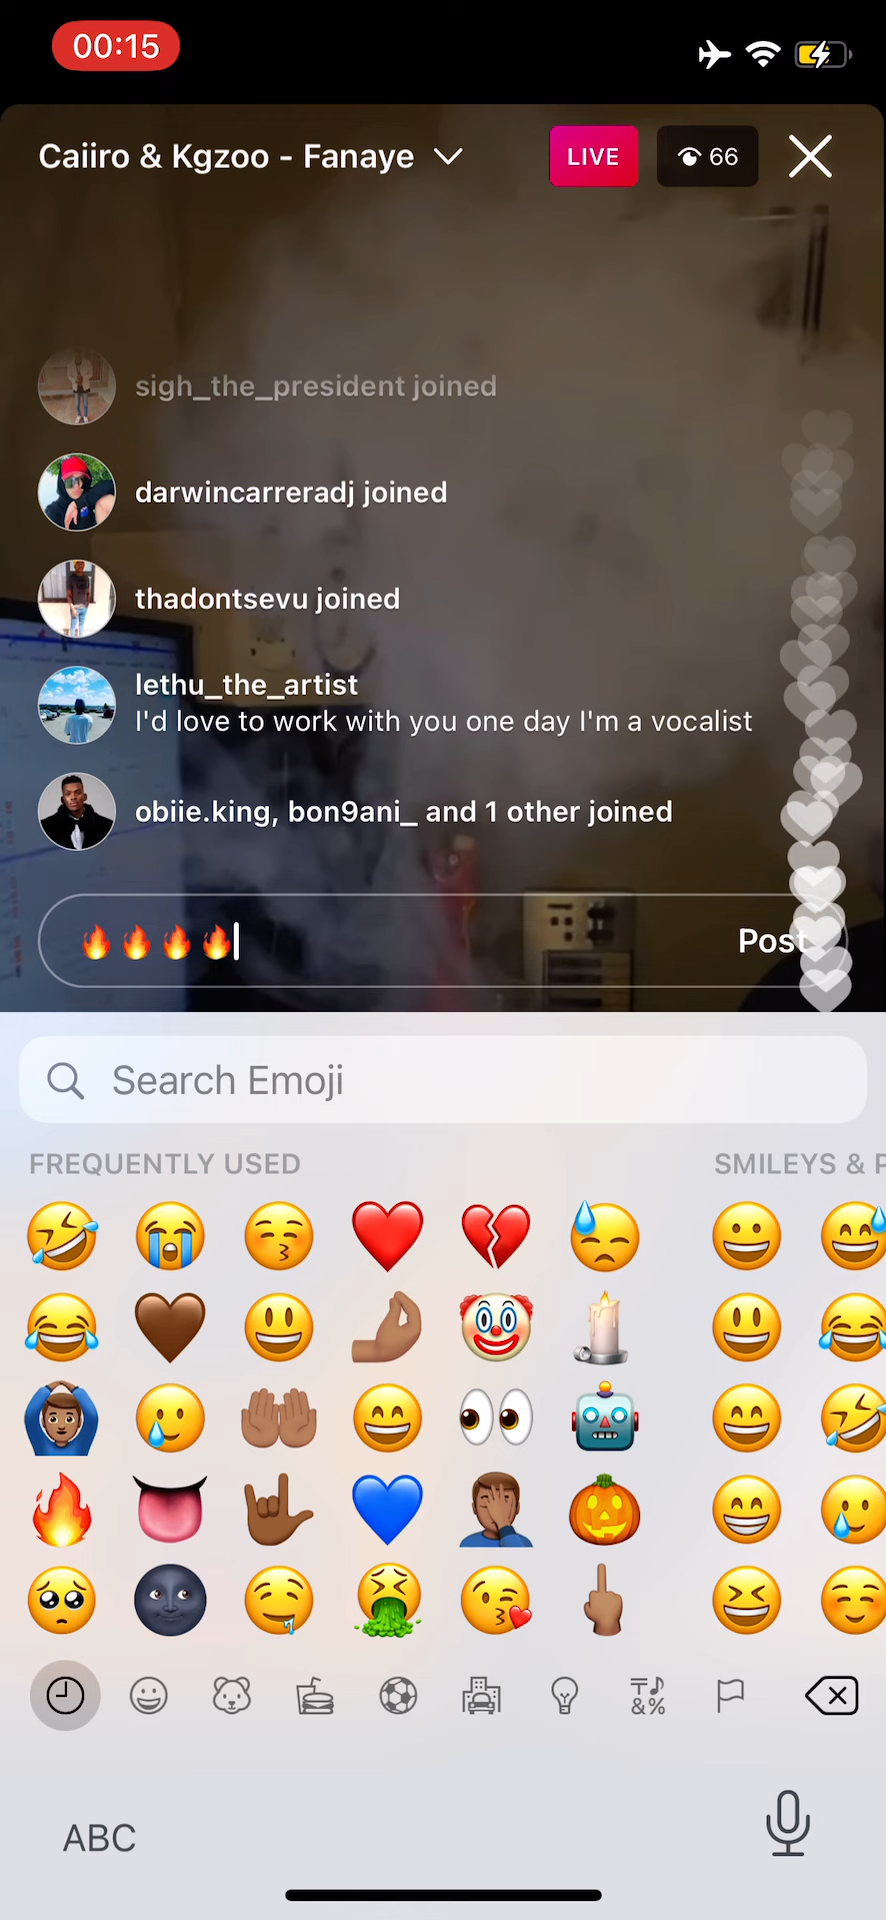 00:15
Caiiro & Kgzoo - Fanaye
LIVE
66
sigh_the_president joined
darwincarreradj joined
thadontsevu joined
lethu_the_artist
I'd love to work with you one day I'm a vocalist
obiie.king, bon9ani_ and 1 other joined
🔥🔥🔥🔥
Post
Search Emoji
FREQUENTLY USED
SMILEYS & P
ABC